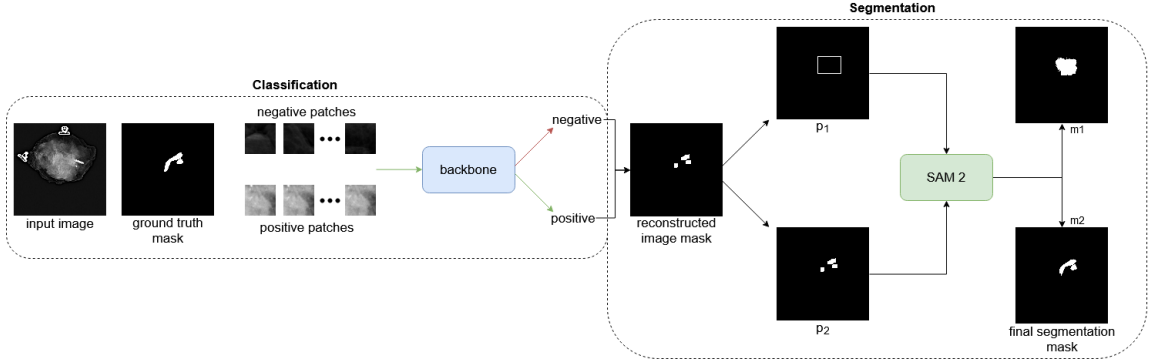 Segmentation
Classification
negative patches
negative
p1
m1
backbone
SAM 2
input image
ground truth
mask
positive patches
positive
reconstructed
image mask
m2
p2
final segmentation
mask